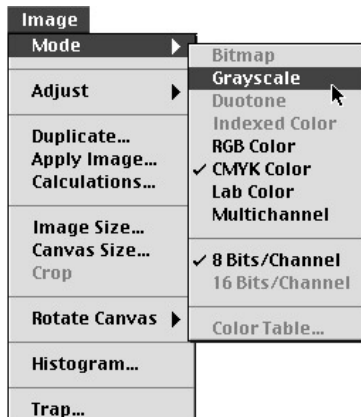 Image
Mode
Adjust
Duplicate...
Apply Image...
Calculations...
Image Size...
Canvas Size...
Crop
Rotate Canvas
Histogram...
Trap...
Bitmap
Grayscale
Duotone
Indexed Color
RGB Color
CMYK Color
Lab Color
Multichannel
8 Bits/Channel
16 Bits/Channel
Color Table...